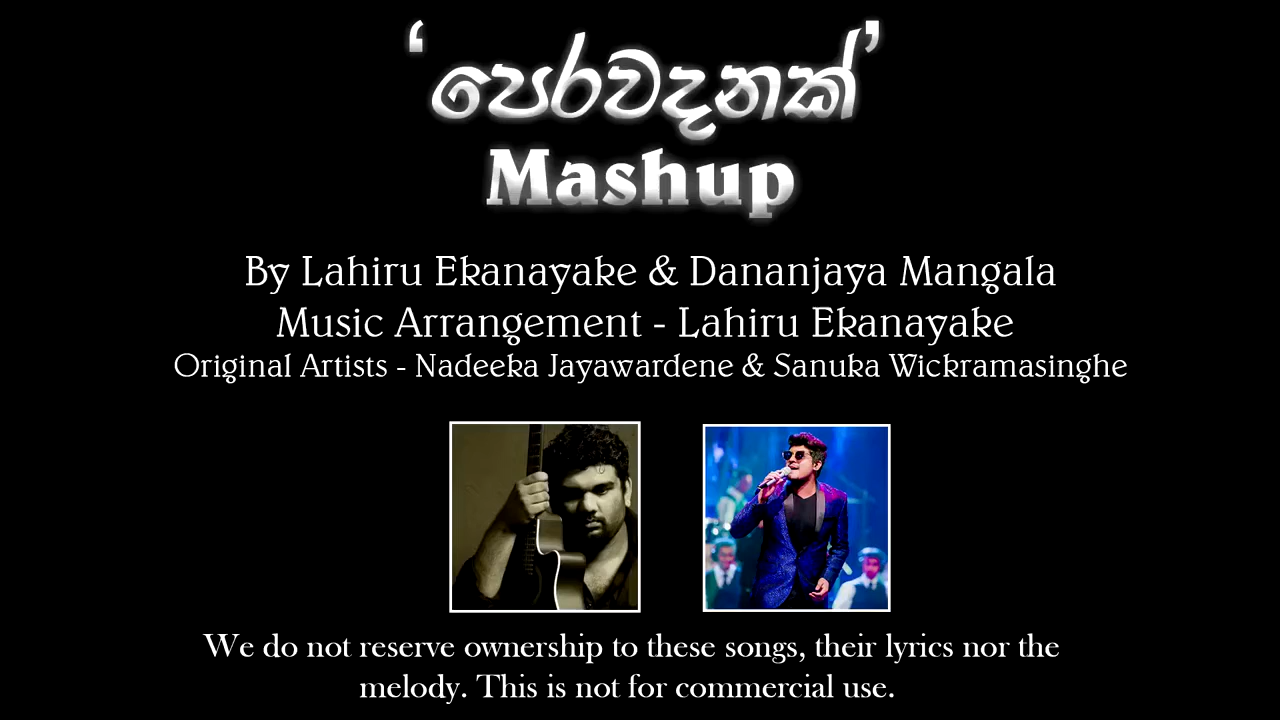 ‘පෙරවදනක්’
Mashup
By Lahiru Ekanayake & Dananjaya Mangala
Music Arrangement - Lahiru Ekanayake
Original Artists - Nadeeka Jayawardene & Sanuka Wickramasinghe
We do not reserve ownership to these songs, their lyrics nor the
melody. This is not for commercial use.